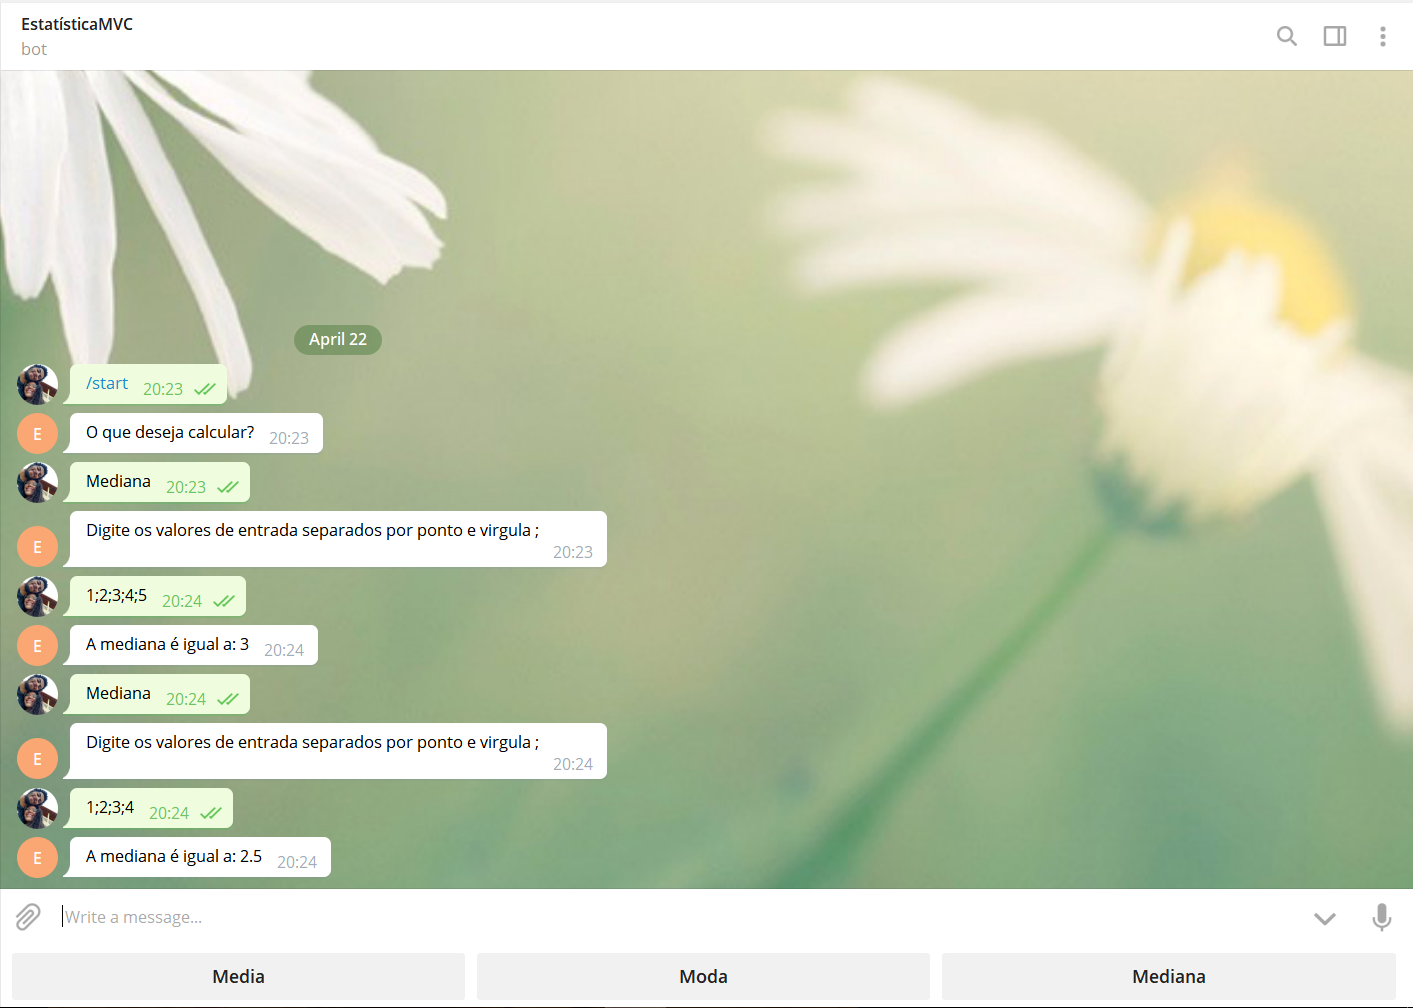 EstatísticaMVC
bot
April 22
/start 20:23
E
O que deseja calcular? 20:23
Mediana 20:23
Digite os valores de entrada separados por ponto e virgula ;
20:23
E
1;2;3;4;5 20:24
E
A mediana é igual a: 3 20:24
Mediana 20:24
Digite os valores de entrada separados por ponto e virgula ;
20:24
E
1;2;3;4 20:24
E
A mediana é igual a: 2.5 20:24
Write a message...
Media
Moda
Mediana